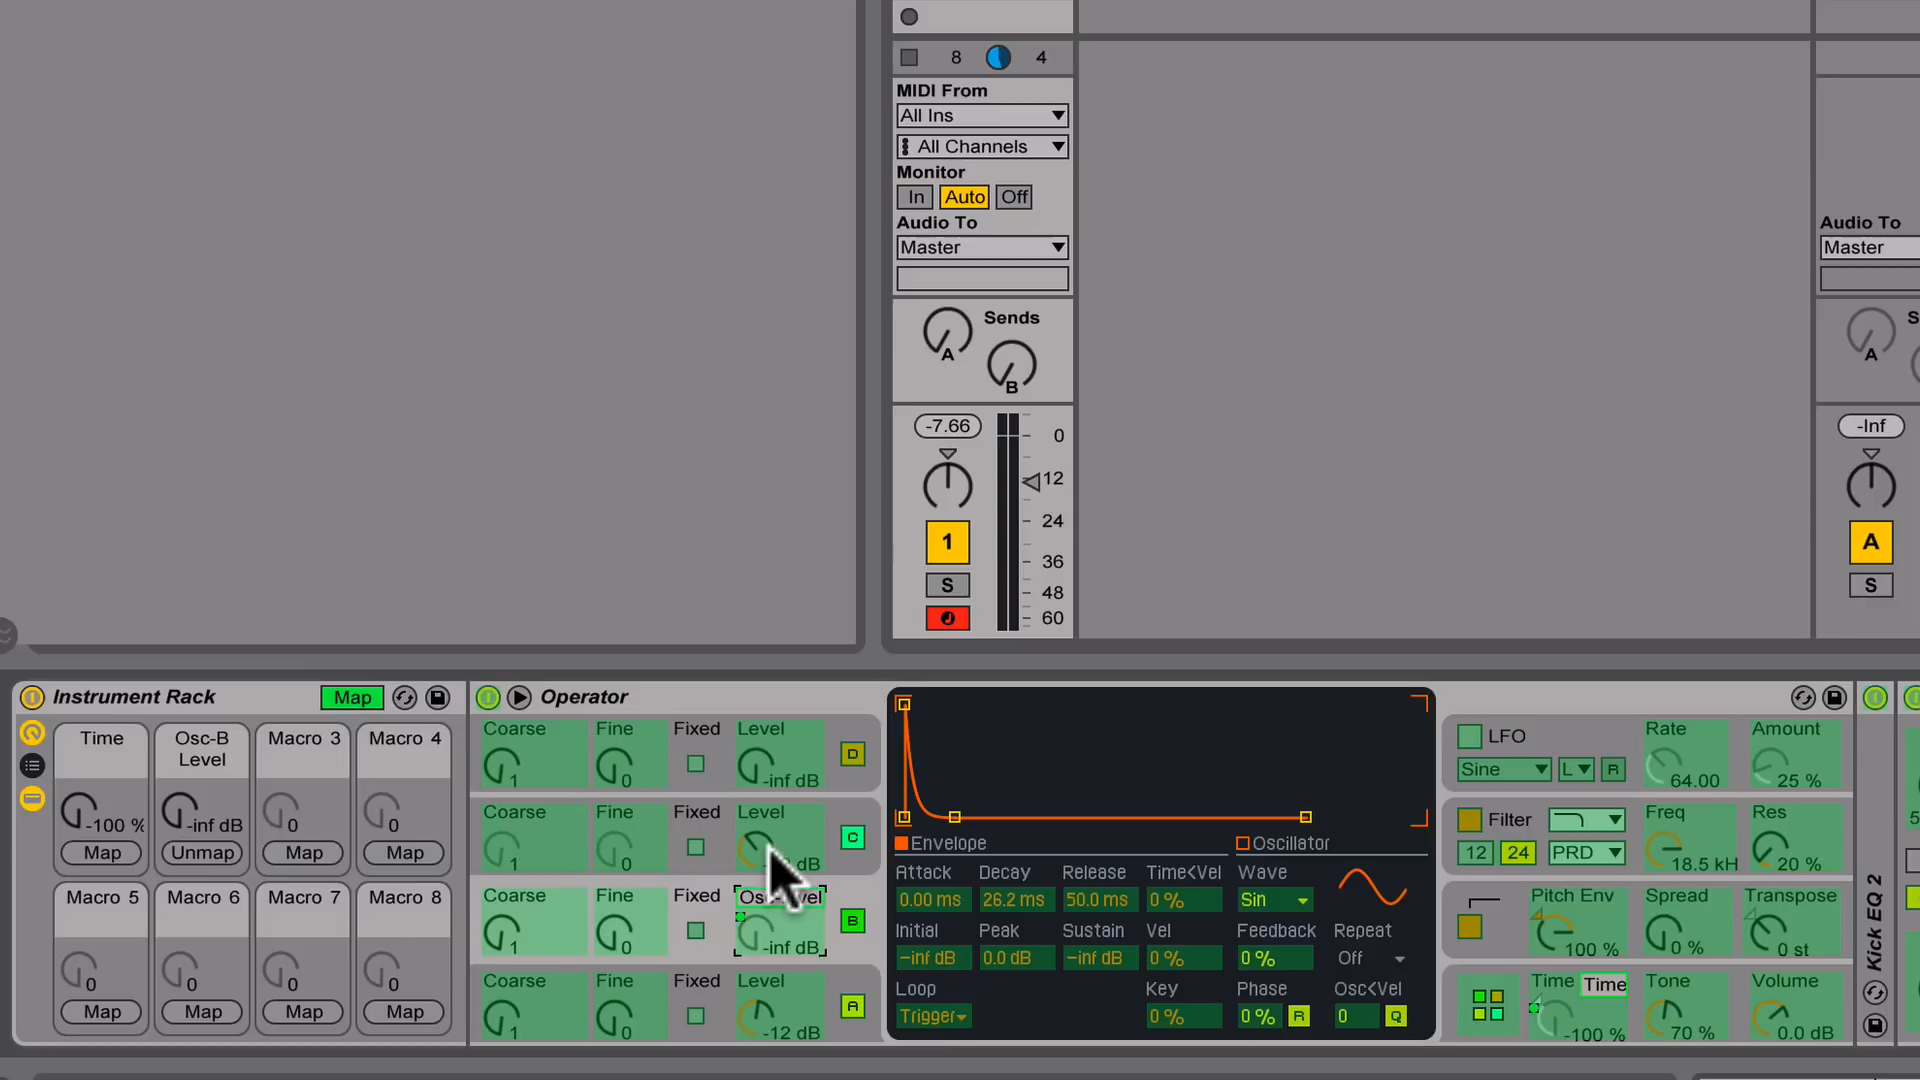 8 4
MIDI From
All Ins
All Channels
Monitor
In Auto Off
Audio To
Master
Audio To
Master
Sends
A
B
A
-7.66
0
12
24
36
48
60
1
S
-Inf
A
S
Instrument Rack Map
Time
-100 %
Map
Osc-B Level
-inf dB
Unmap
Macro 3
0
Map
Macro 4
0
Map
Macro 5
0
Map
Macro 6
0
Map
Macro 7
0
Map
Macro 8
0
Map
Operator
Coarse Fine Fixed Level
1 0 -inf dB D
Coarse Fine Fixed Level
1 0 dB C
Coarse Fine Fixed
1 0 -inf dB B
Coarse Fine Fixed Level
1 0 -12 dB A
Envelope Oscillator
Attack Decay Release Time<Vel Wave
0.00 ms 26.2 ms 50.0 ms 0 % Sin
Initial Peak Sustain Vel Feedback Repeat
-inf dB 0.0 dB -inf dB 0 % 0 % Off
Loop Key Phase Osc<Vel
Trigger 0 % 0 % R 0 Q
LFO Rate Amount
Sine L R 64.00 25 %
Filter Freq Res
12 24 PRD 18.5 kH 20 %
Pitch Env Spread Transpose
100 % 0 % 0 st
Time Time Tone Volume
-100 % 70 % 0.0 dB
Kick EQ 2